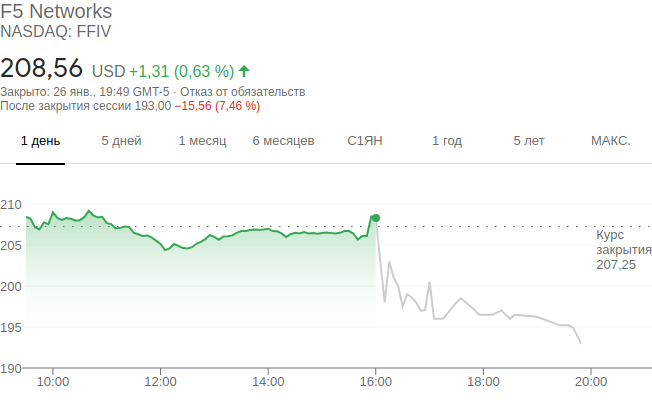 F5 Networks
NASDAQ: FFIV
208,56 USD +1,31 (0,63 %)
Закрыто: 26 янв., 19:49 GMT-5 · Отказ от обязательств
После закрытия сессии 193,00 −15,56 (7,46 %)
1 день 5 дней 1 месяц 6 месяцев С1ЯН 1 год 5 лет МАКС.
210
205
200
195
190
Курс
закрытия
207,25
10:00 12:00 14:00 16:00 18:00 20:00